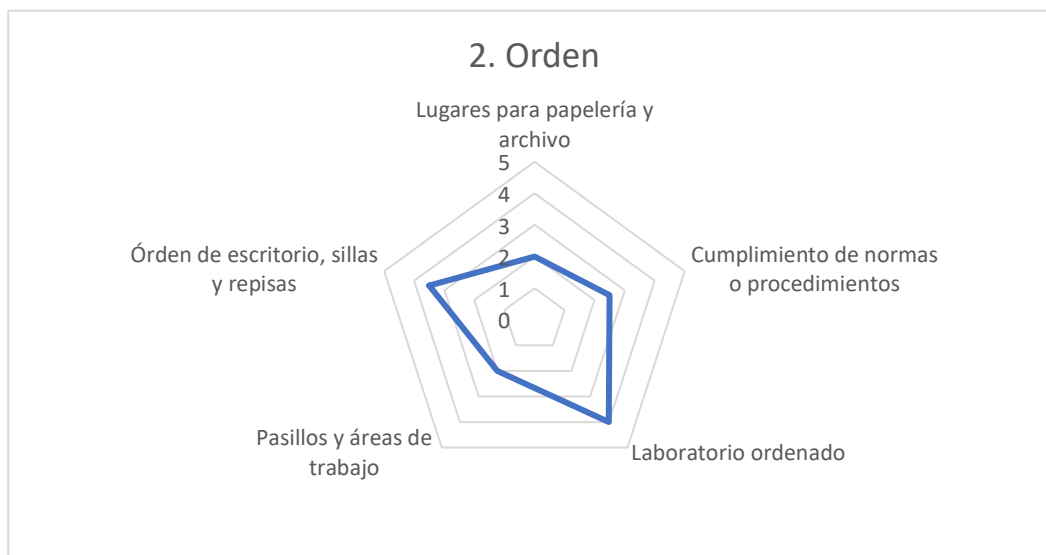 2. Orden
Lugares para papelería y
archivo
5
4
3
2
1
0
Cumplimiento de normas
o procedimientos
Laboratorio ordenado
Pasillos y áreas de
trabajo
Órden de escritorio, sillas
y repisas